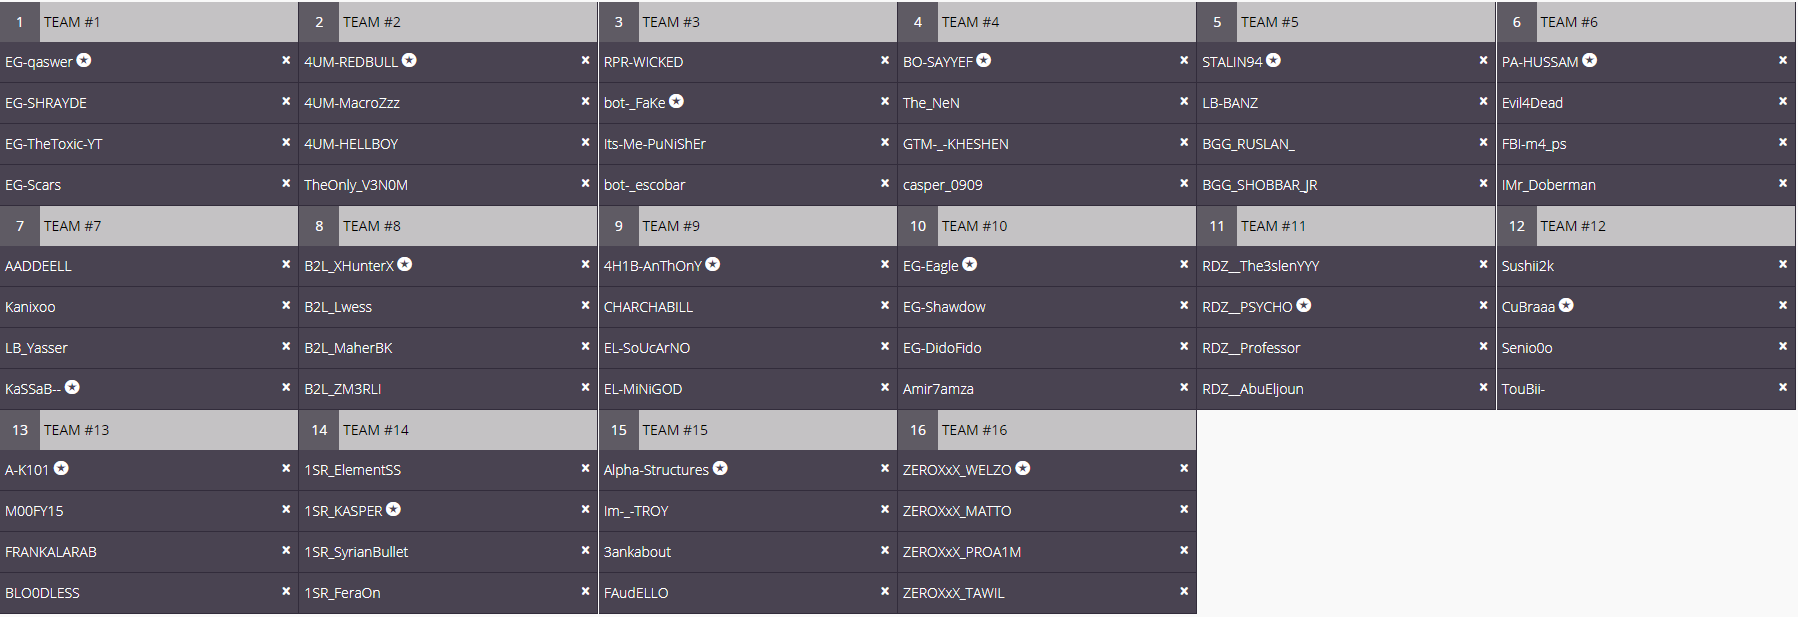 1 TEAM #1
EG-qaswer
EG-SHRAYDE
EG-TheToxic-YT
EG-Scars
2 TEAM #2
4UM-REDBULL
4UM-MacroZzz
4UM-HELLBOY
TheOnly_V3N0M
3 TEAM #3
RPR-WICKED
bot-_FaKe
Its-Me-PuNiShEr
bot-_escobar
4 TEAM #4
BO-SAYYEF
The_NeN
GTM-_-KHESHEN
casper_0909
5 TEAM #5
STALIN94
LB-BANZ
BGG_RUSLAN_
BGG_SHOBBAR_JR
6 TEAM #6
PA-HUSSAM
Evil4Dead
FBI-m4_ps
IMr_Doberman
7 TEAM #7
AADDEELL
Kanixoo
LB_Yasser
KaSSaB--
8 TEAM #8
B2L_XHunterX
B2L_Lwess
B2L_MaherBK
B2L_ZM3RLI
9 TEAM #9
4H1B-AnThOnY
CHARCHABILL
EL-SoUcArNO
EL-MiNiGOD
10 TEAM #10
EG-Eagle
EG-Shawdow
EG-DidoFido
Amir7amza
11 TEAM #11
RDZ__The3slenYYY
RDZ__PSYCHO
RDZ__Professor
RDZ__AbuEljoun
12 TEAM #12
Sushii2k
CuBraaa
Senio0o
TouBii-
13 TEAM #13
A-K101
M00FY15
FRANKALARAB
BLO0DLESS
14 TEAM #14
1SR_ElementSS
1SR_KASPER
1SR_SyrianBullet
1SR_FeraOn
15 TEAM #15
Alpha-Structures
Im-_-TROY
3ankabout
FAudELLO
16 TEAM #16
ZEROXxX_WELZO
ZEROXxX_MATTO
ZEROXxX_PROA1M
ZEROXxX_TAWIL